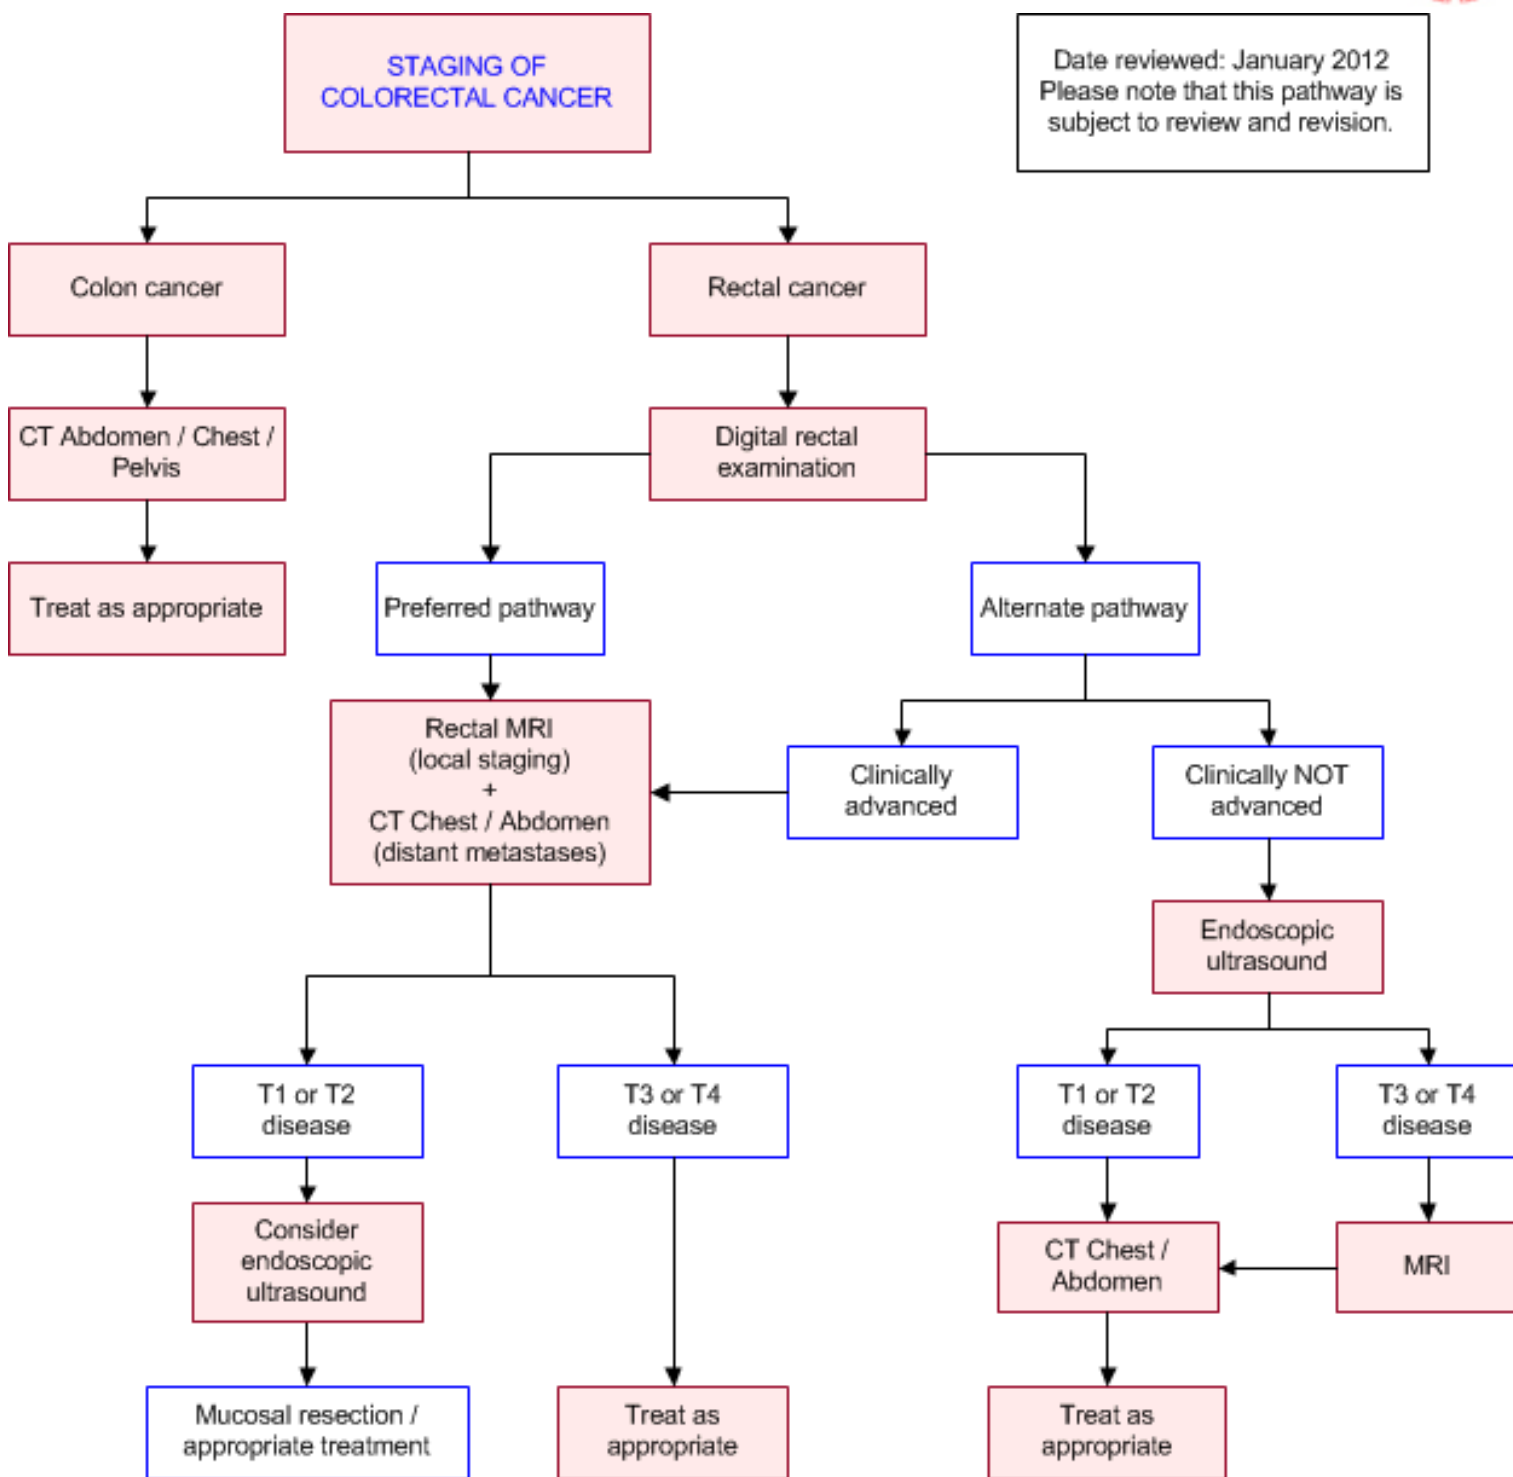 STAGING OF
COLORECTAL CANCER
Date reviewed: January 2012
Please note that this pathway is
subject to review and revision.
Colon cancer
Rectal cancer
CT Abdomen / Chest /
Pelvis
Digital rectal
examination
Treat as appropriate
Preferred pathway
Alternate pathway
Rectal MRI
(local staging)
+
CT Chest / Abdomen
(distant metastases)
Clinically
advanced
Clinically NOT
advanced
Endoscopic
ultrasound
T1 or T2
disease
T3 or T4
disease
T1 or T2
disease
T3 or T4
disease
Consider
endoscopic
ultrasound
CT Chest /
Abdomen
MRI
Mucosal resection /
appropriate treatment
Treat as
appropriate
Treat as
appropriate